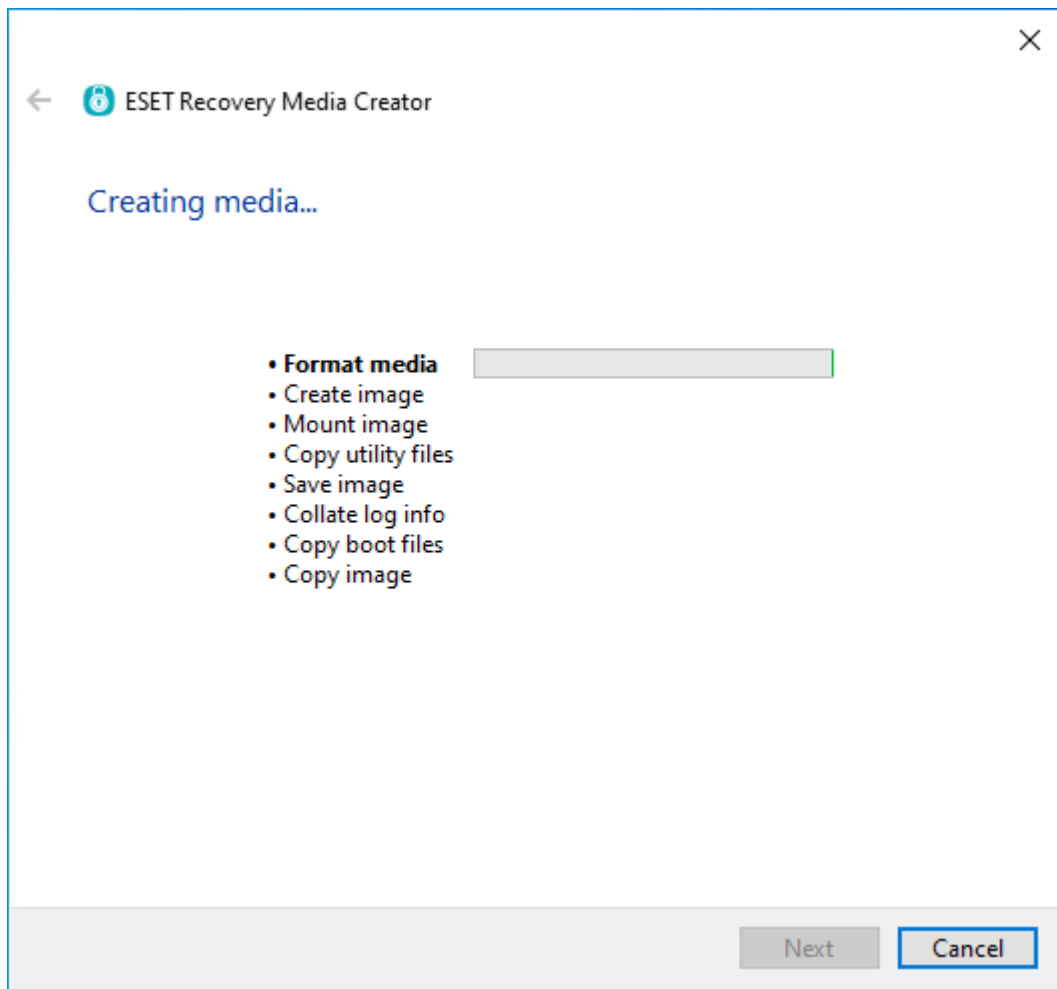 ESET Recovery Media Creator
Creating media...
• Format media
• Create image
• Mount image
• Copy utility files
• Save image
• Collate log info
• Copy boot files
• Copy image
Next
Cancel